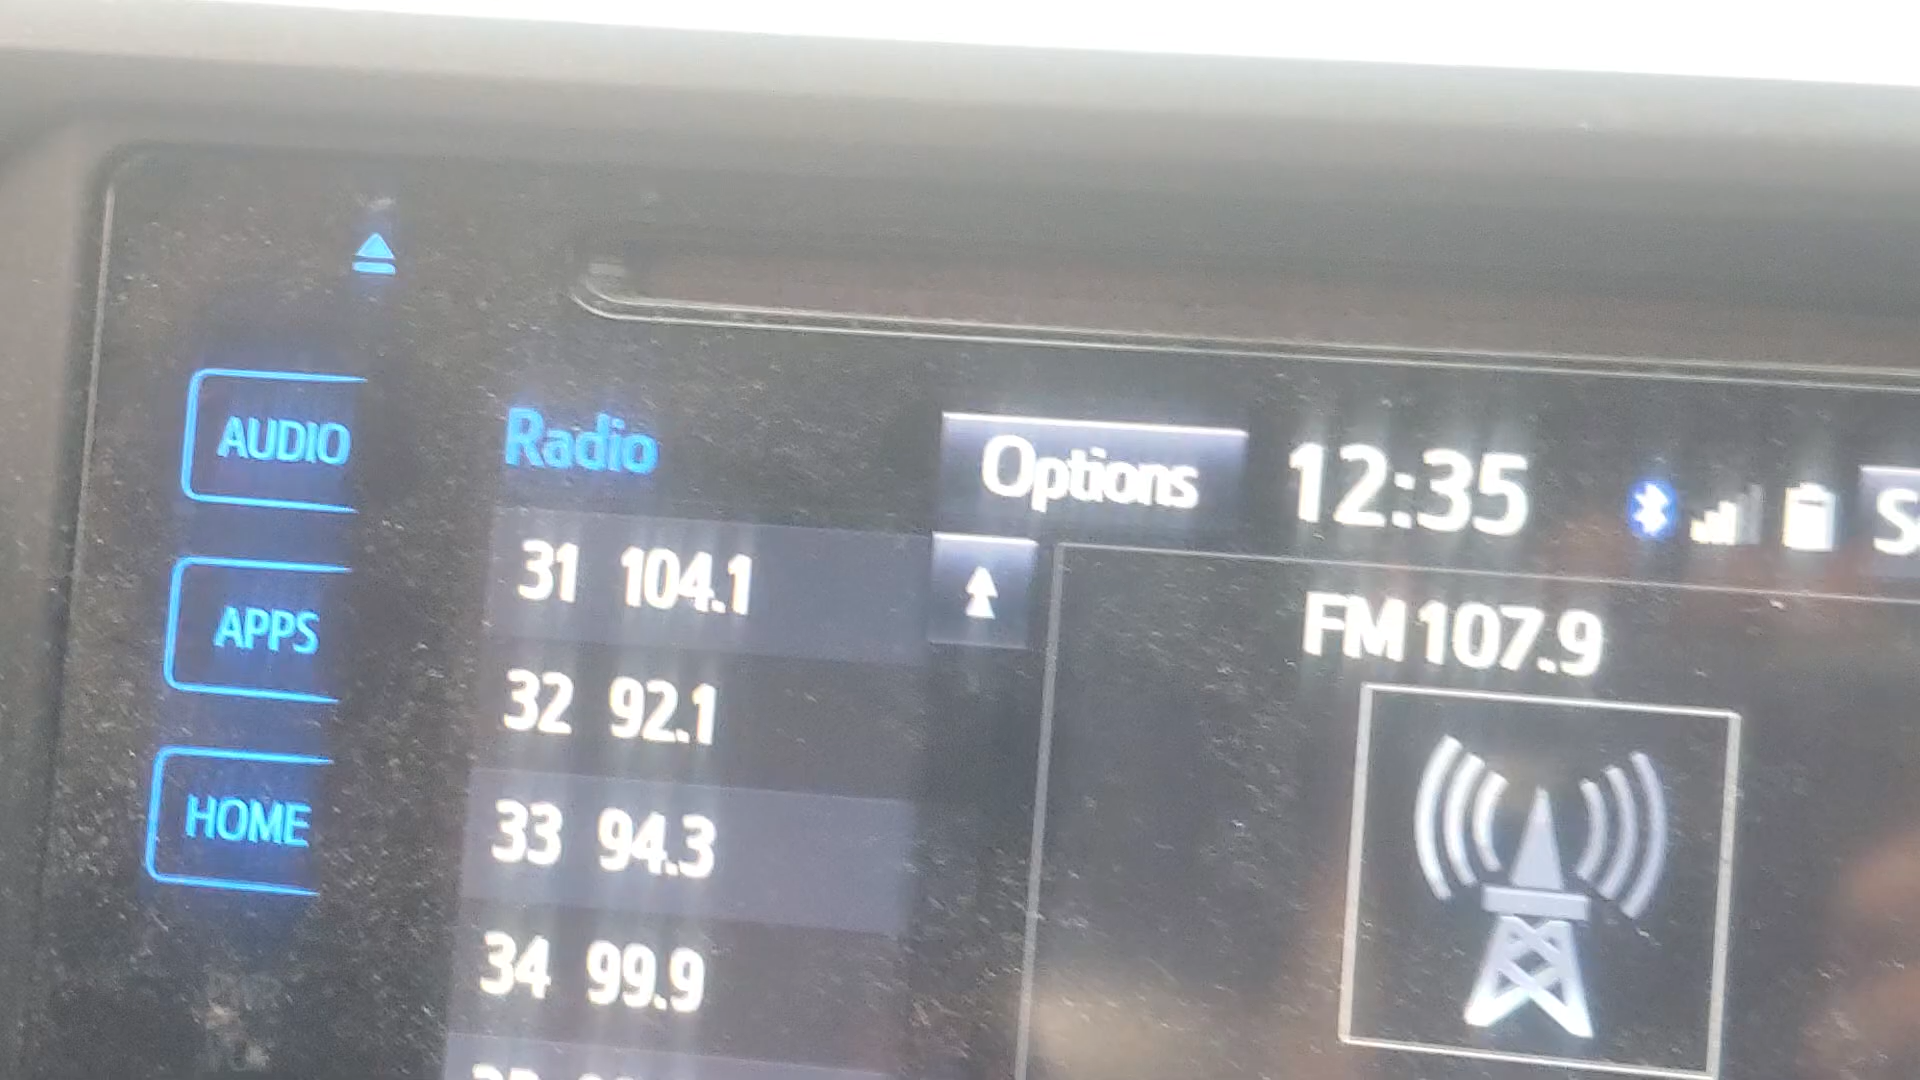 AUDIO
APPS
HOME
Radio
Options
12:35
31 104.1
32 92.1
33 94.3
34 99.9
FM 107.9